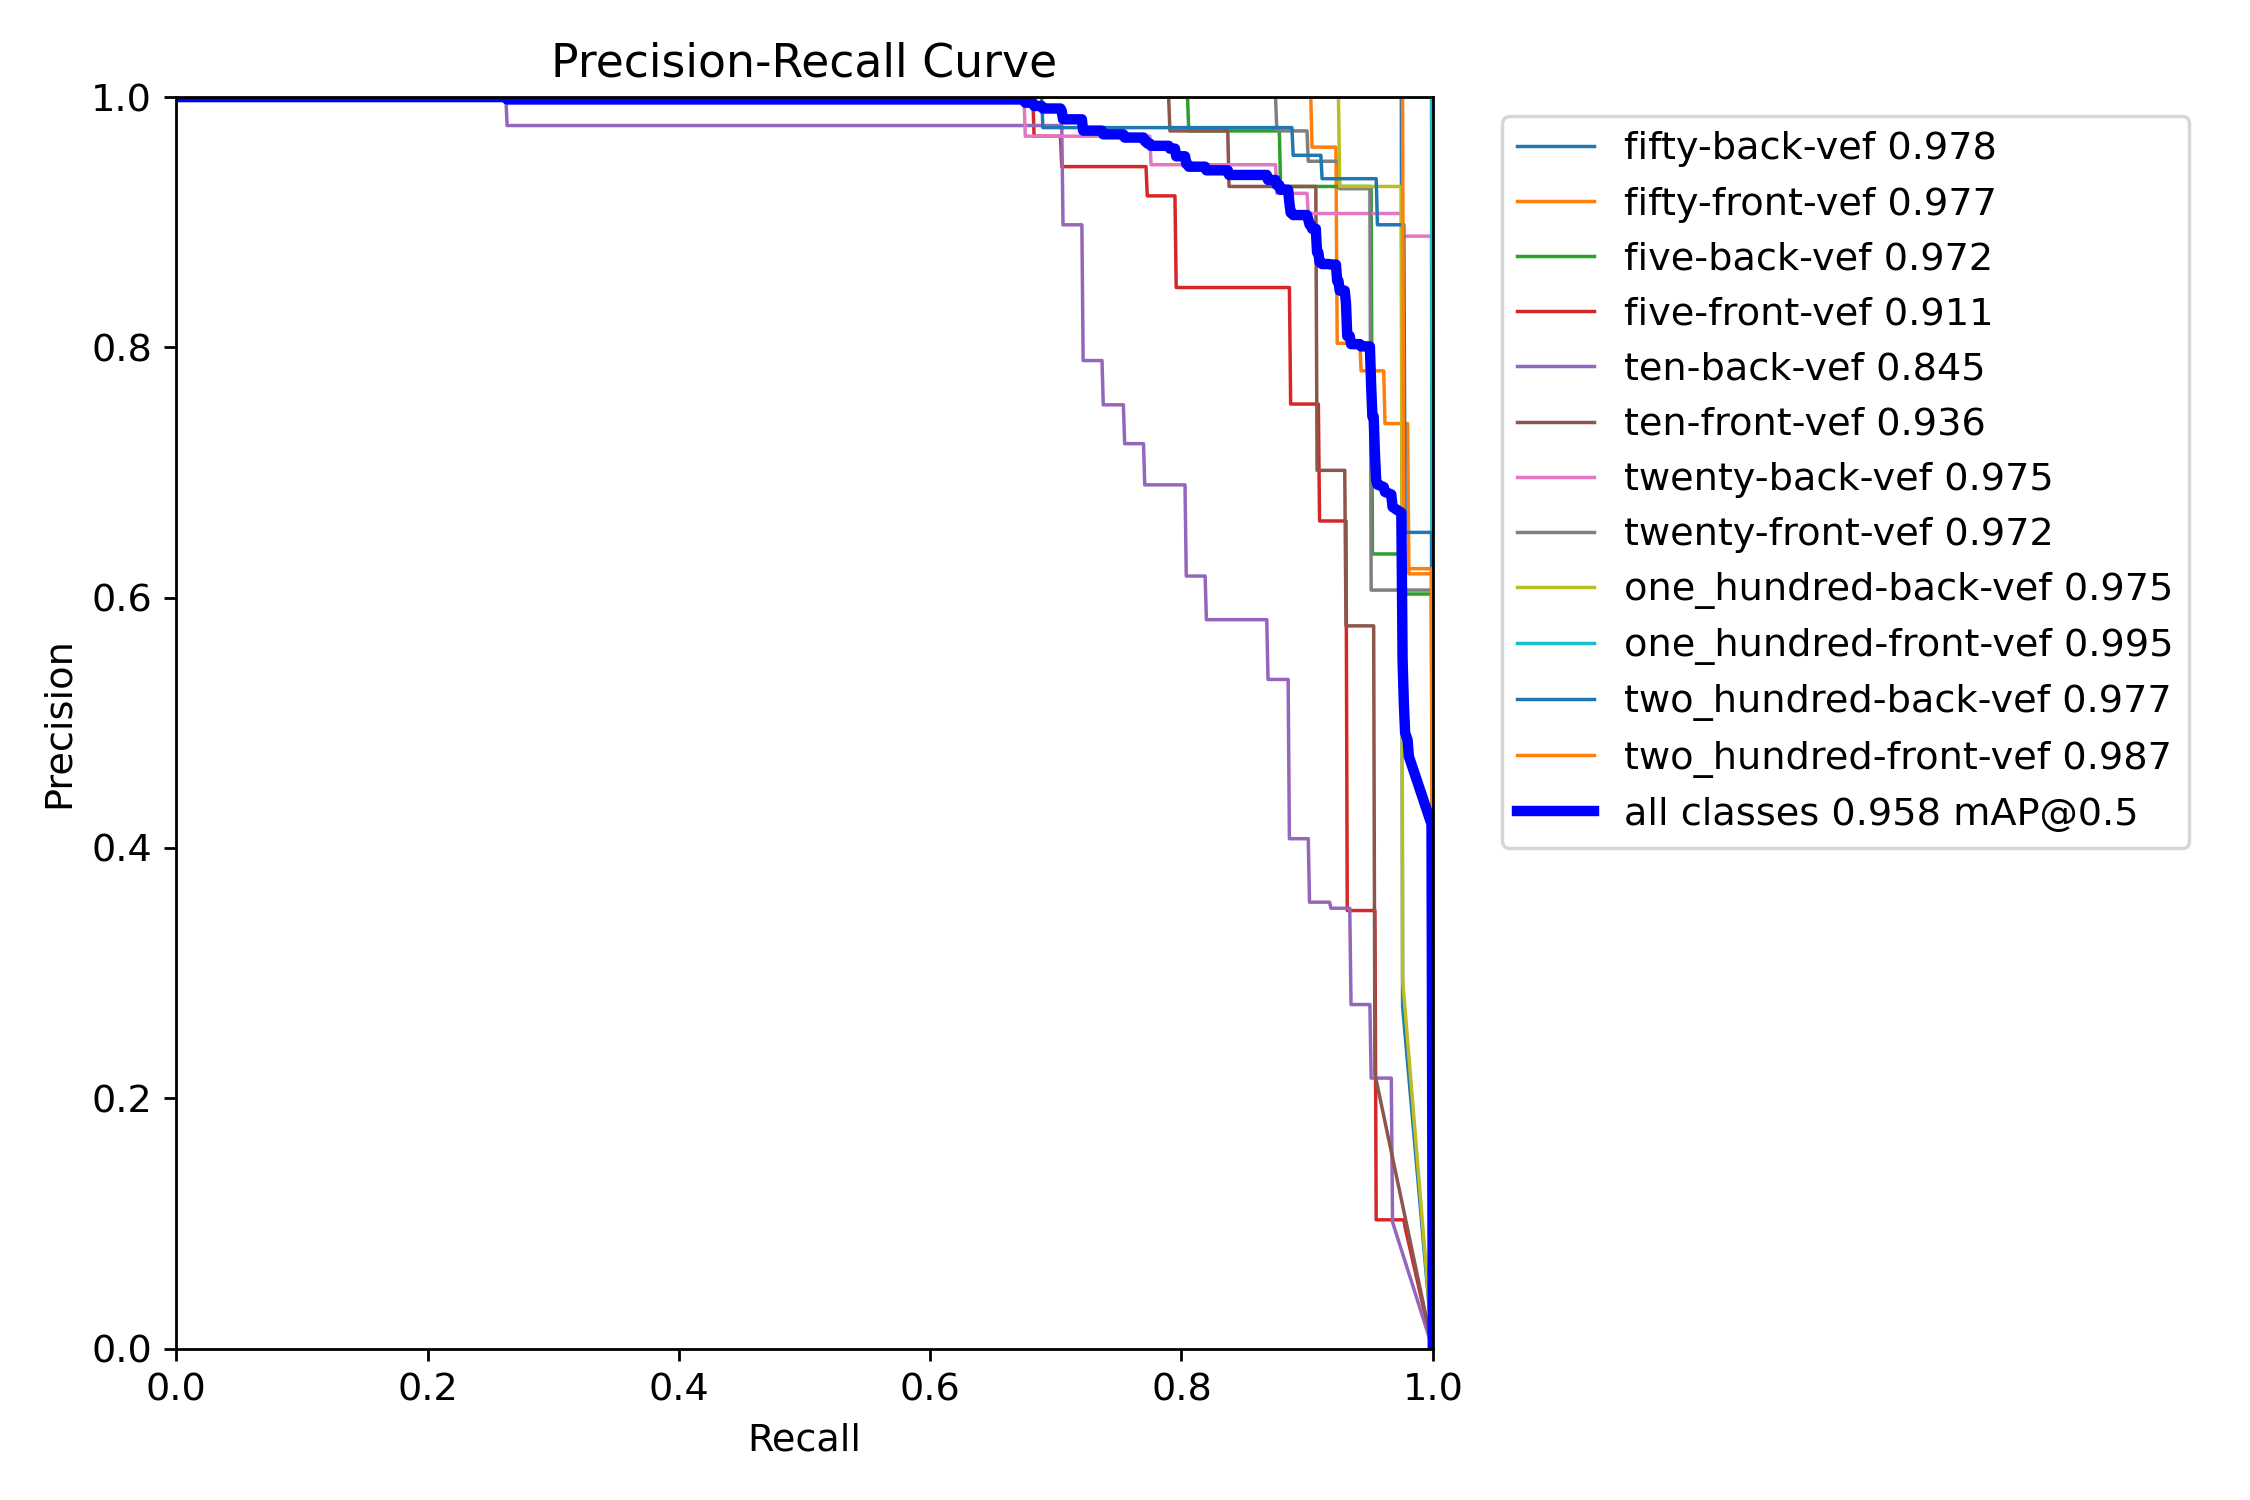 Precision-Recall Curve
1.0
0.8
0.6
0.4
0.2
0.0
Precision
0.0 0.2 0.4 0.6 0.8 1.0
Recall
fifty-back-vef 0.978
fifty-front-vef 0.977
five-back-vef 0.972
five-front-vef 0.911
ten-back-vef 0.845
ten-front-vef 0.936
twenty-back-vef 0.975
twenty-front-vef 0.972
one_hundred-back-vef 0.975
one_hundred-front-vef 0.995
two_hundred-back-vef 0.977
two_hundred-front-vef 0.987
all classes 0.958 mAP@0.5